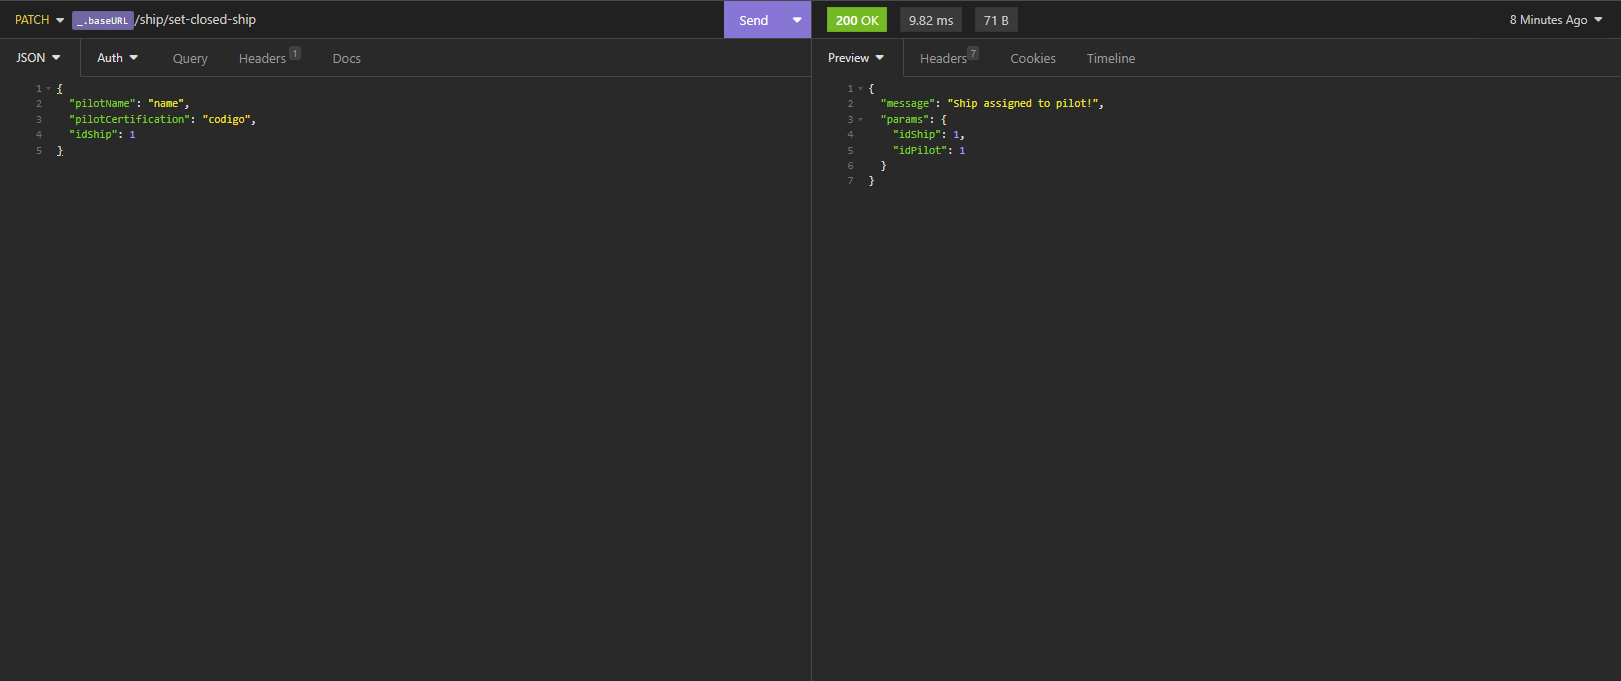 PATCH _.baseURL /ship/set-closed-ship Send
JSON Auth Query Headers 1 Docs
1 {
2 "pilotName": "name",
3 "pilotCertification": "codigo",
4 "idShip": 1
5 }
200 OK 9.82 ms 71 B 8 Minutes Ago
Preview Headers 7 Cookies Timeline
1 {
2 "message": "Ship assigned to pilot!",
3 "params": {
4 "idShip": 1,
5 "idPilot": 1
6 }
7 }